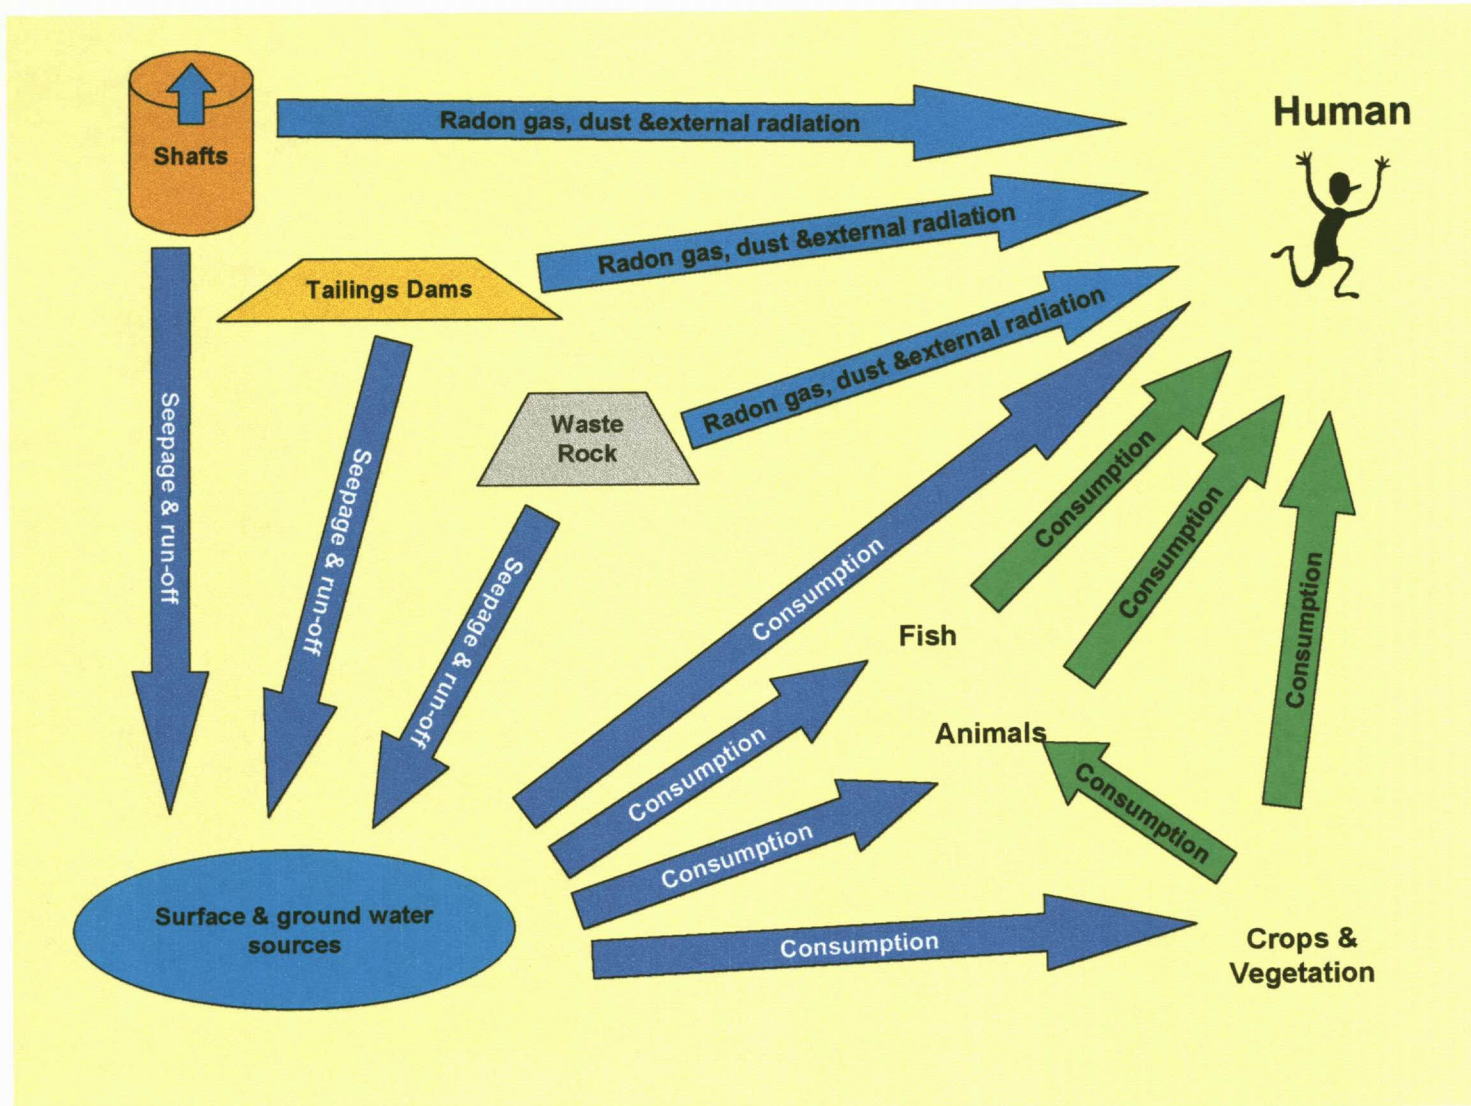 Human
Radon gas, dust &external radiation
Shafts
Radon gas, dust &external radiation
Tailings Dams
Radon gas, dust &external radiation
Waste
Rock
Seepage & run-off
Seepage & run-off
Seepage & run-off
Consumption
Consumption
Consumption
Consumption
Fish
Consumption
Animals
Consumption
Consumption
Consumption
Surface & ground water
sources
Crops &
Vegetation